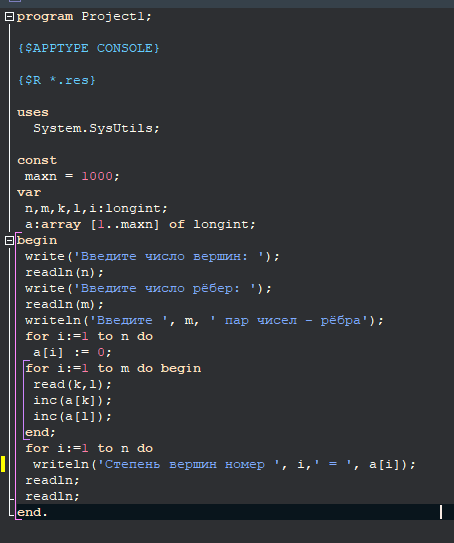 program Project1;
{$APPTYPE CONSOLE}
{$R *.res}
uses
System.SysUtils;
const
maxn = 1000;
var
n,m,k,l,i:longint;
a:array [1..maxn] of longint;
begin
write('Введите число вершин: ');
readln(n);
write('Введите число рёбер: ');
readln(m);
writeln('Введите ', m, ' пар чисел - рёбра');
for i:=1 to n do
a[i] := 0;
for i:=1 to m do begin
read(k,l);
inc(a[k]);
inc(a[l]);
end;
for i:=1 to n do
writeln('Степень вершин номер ', i,' = ', a[i]);
readln;
readln;
end.